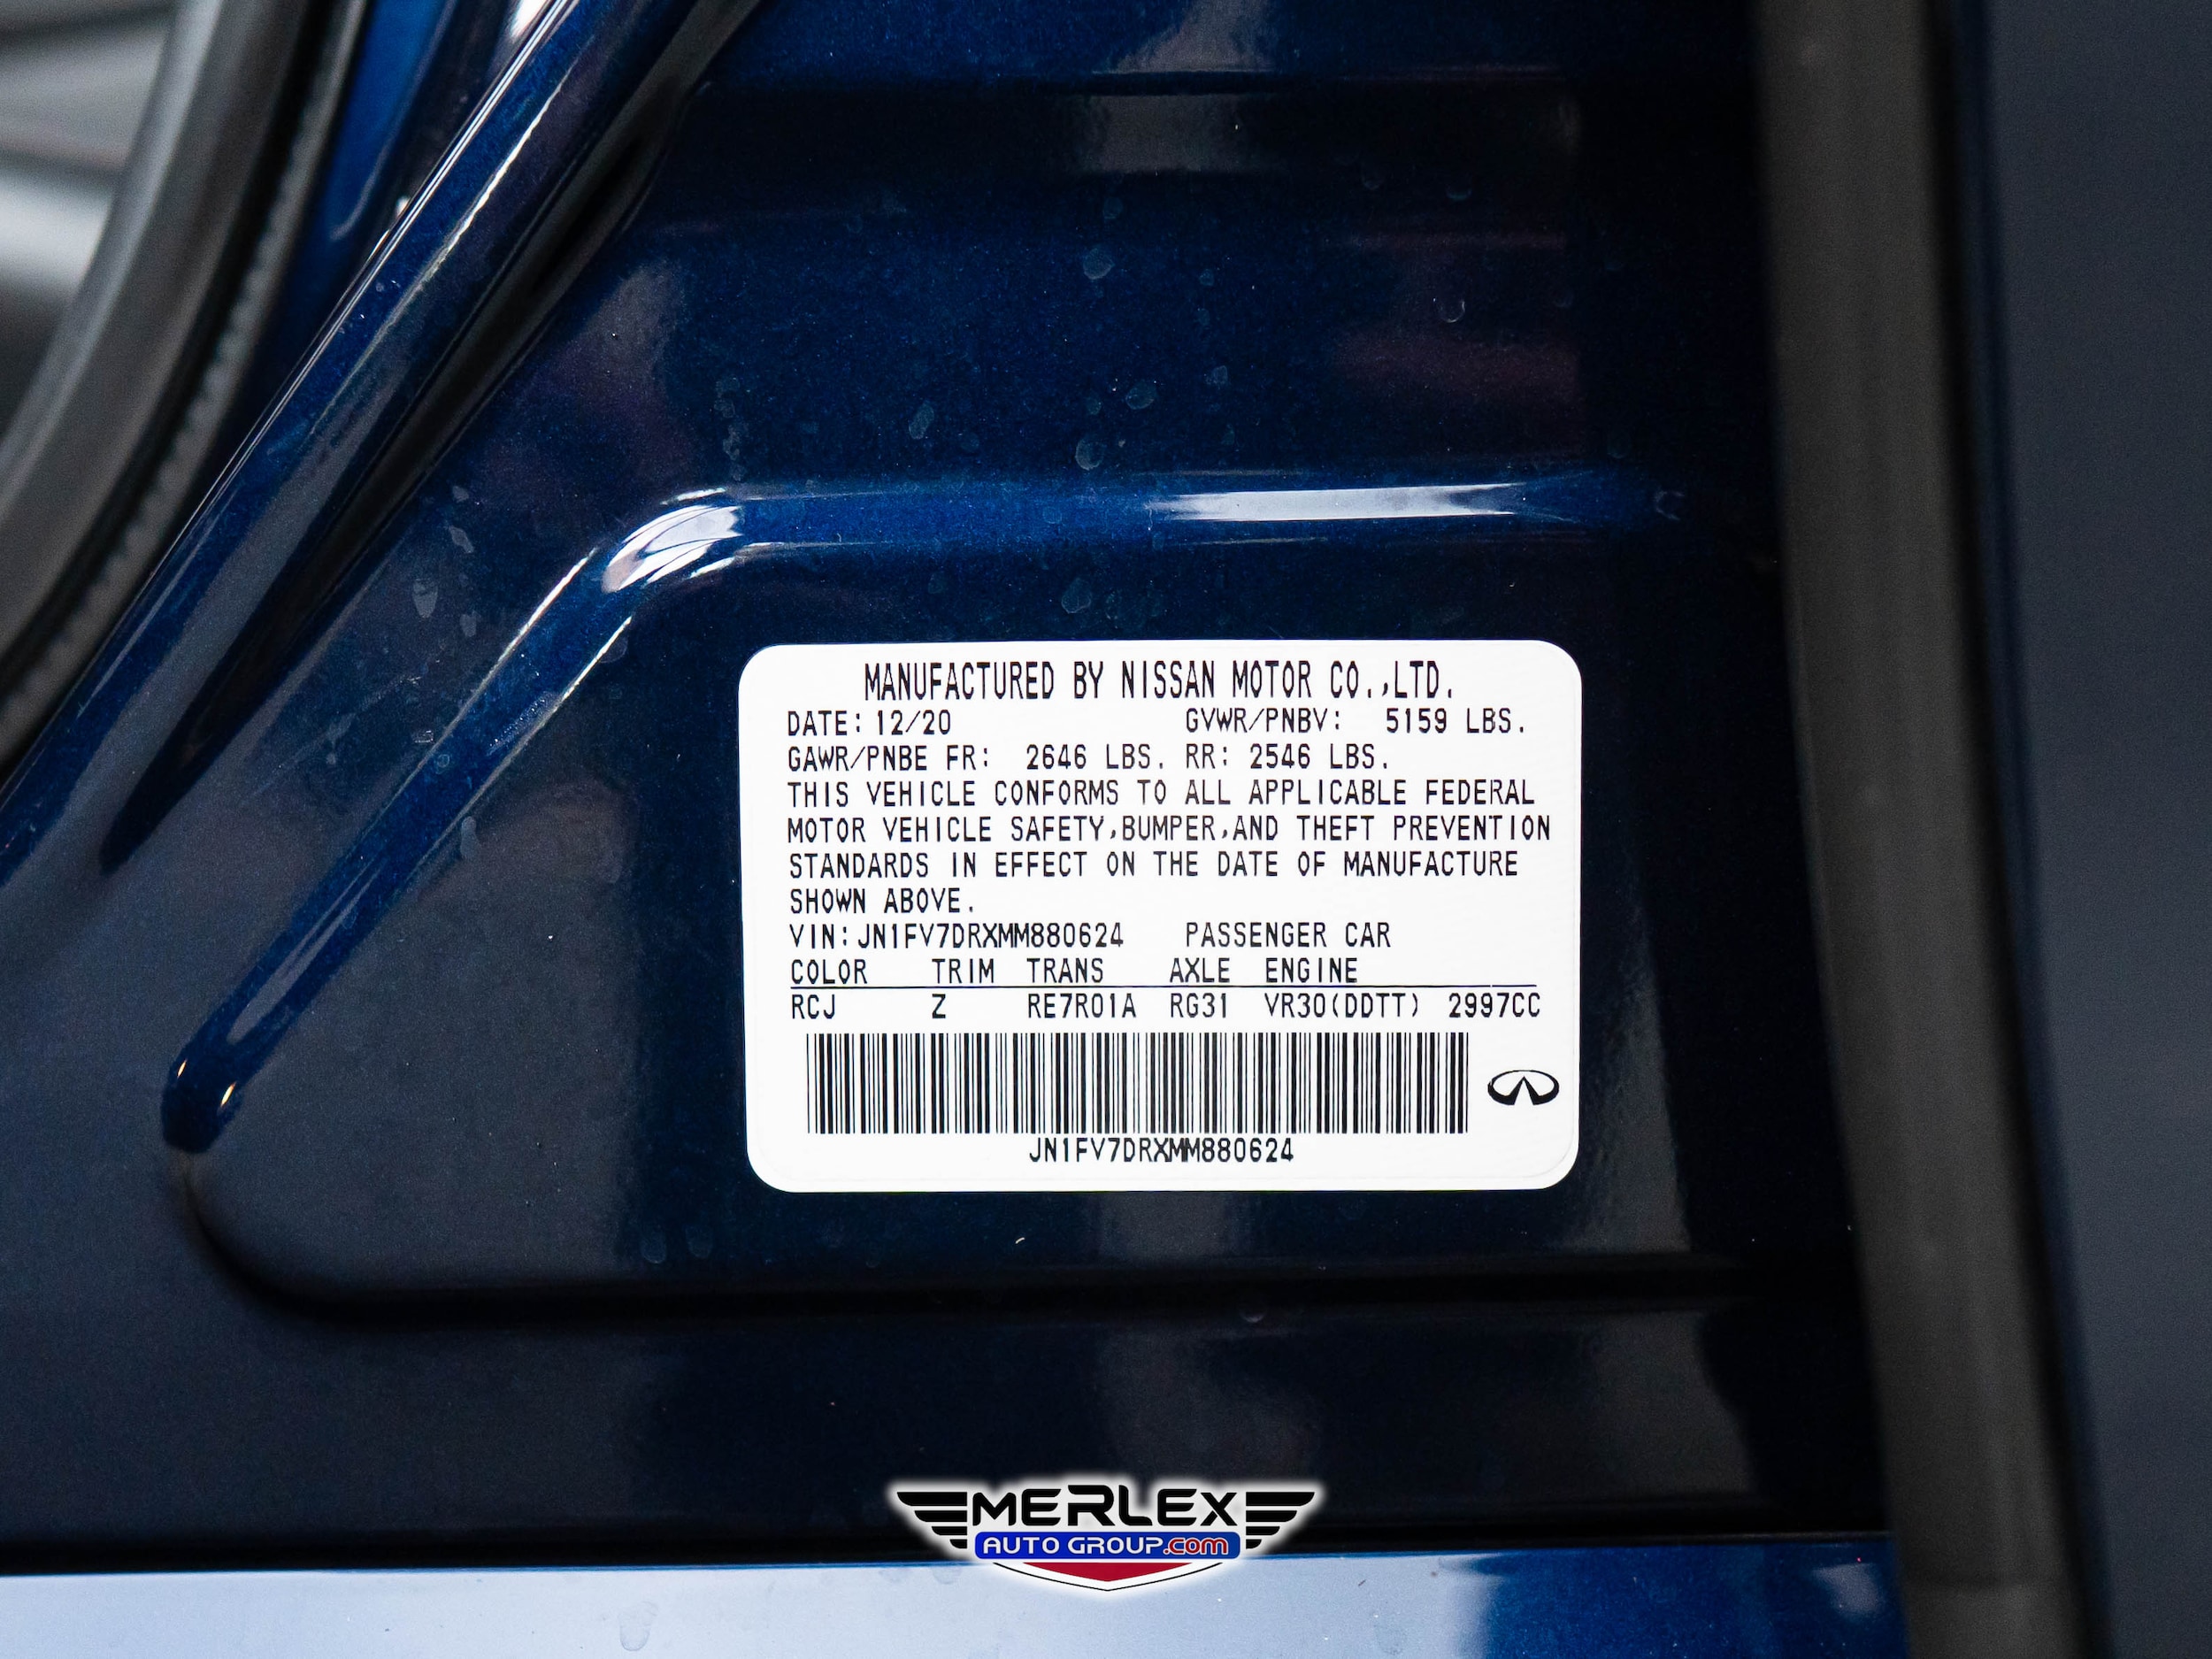 MANUFACTURED BY NISSAN MOTOR CO.,LTD.
DATE: 12/20 GVWR/PNBV: 5159 LBS.
GAWR/PNBE FR: 2646 LBS. RR: 2546 LBS.
THIS VEHICLE CONFORMS TO ALL APPLICABLE FEDERAL
MOTOR VEHICLE SAFETY,BUMPER,AND THEFT PREVENTION
STANDARDS IN EFFECT ON THE DATE OF MANUFACTURE
SHOWN ABOVE.
VIN:JN1FV7DRXMM880624 PASSENGER CAR
COLOR TRIM TRANS AXLE ENGINE
RCJ Z RE7R01A RG31 VR30(DDTT) 2997CC
JN1FV7DRXMM880624
MERLEX
AUTO GROUP.com